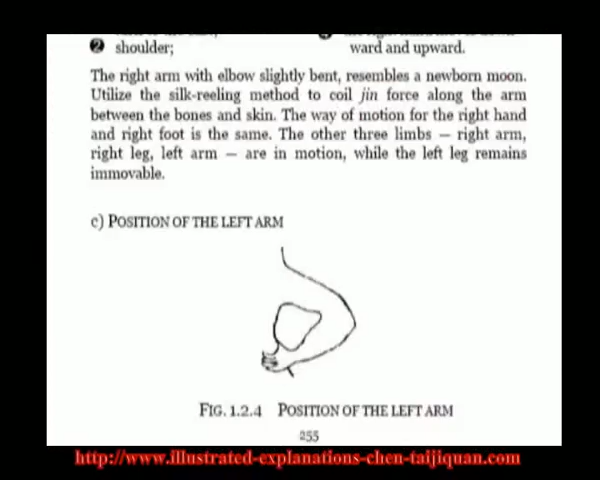 ❷ shoulder;
ward and upward.
The right arm with elbow slightly bent, resembles a newborn moon.
Utilize the silk-reeling method to coil jin force along the arm
between the bones and skin. The way of motion for the right hand
and right foot is the same. The other three limbs — right arm,
right leg, left arm — are in motion, while the left leg remains
immovable.
c) POSITION OF THE LEFT ARM
FIG. 1.2.4 POSITION OF THE LEFT ARM
255
http://www.illustrated-explanations-chen-taijiquan.com